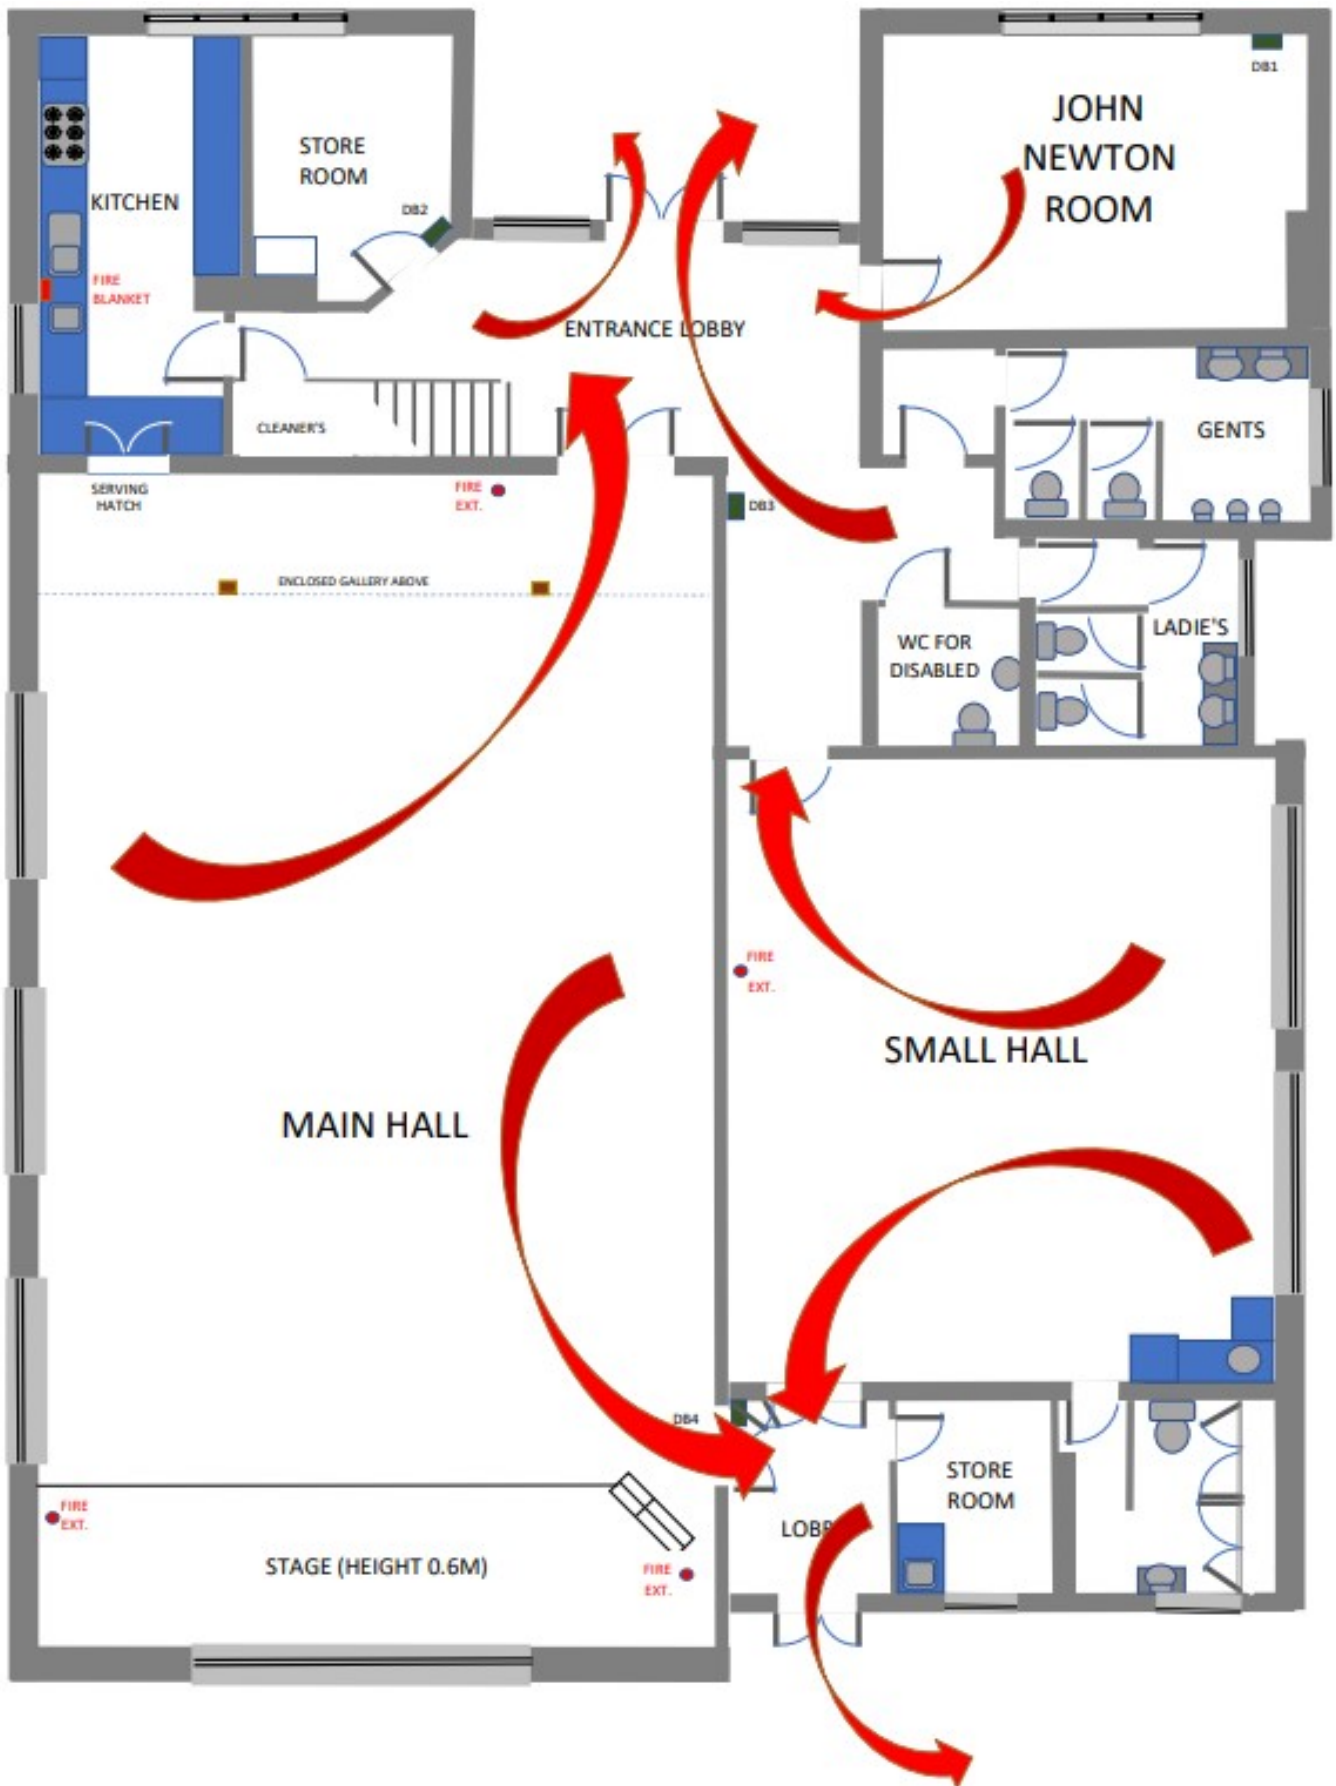 DB1
JOHN
NEWTON
ROOM
STORE
ROOM
KITCHEN
DB2
FIRE
BLANKET
ENTRANCE LOBBY
CLEANER'S
GENTS
SERVING
HATCH
FIRE
EXT.
DB3
ENCLOSED GALLERY ABOVE
WC FOR
DISABLED
LADIE'S
FIRE
EXT.
SMALL HALL
MAIN HALL
DB4
STORE
ROOM
FIRE
EXT.
LOBB
STAGE (HEIGHT 0.6M)
FIRE
EXT.